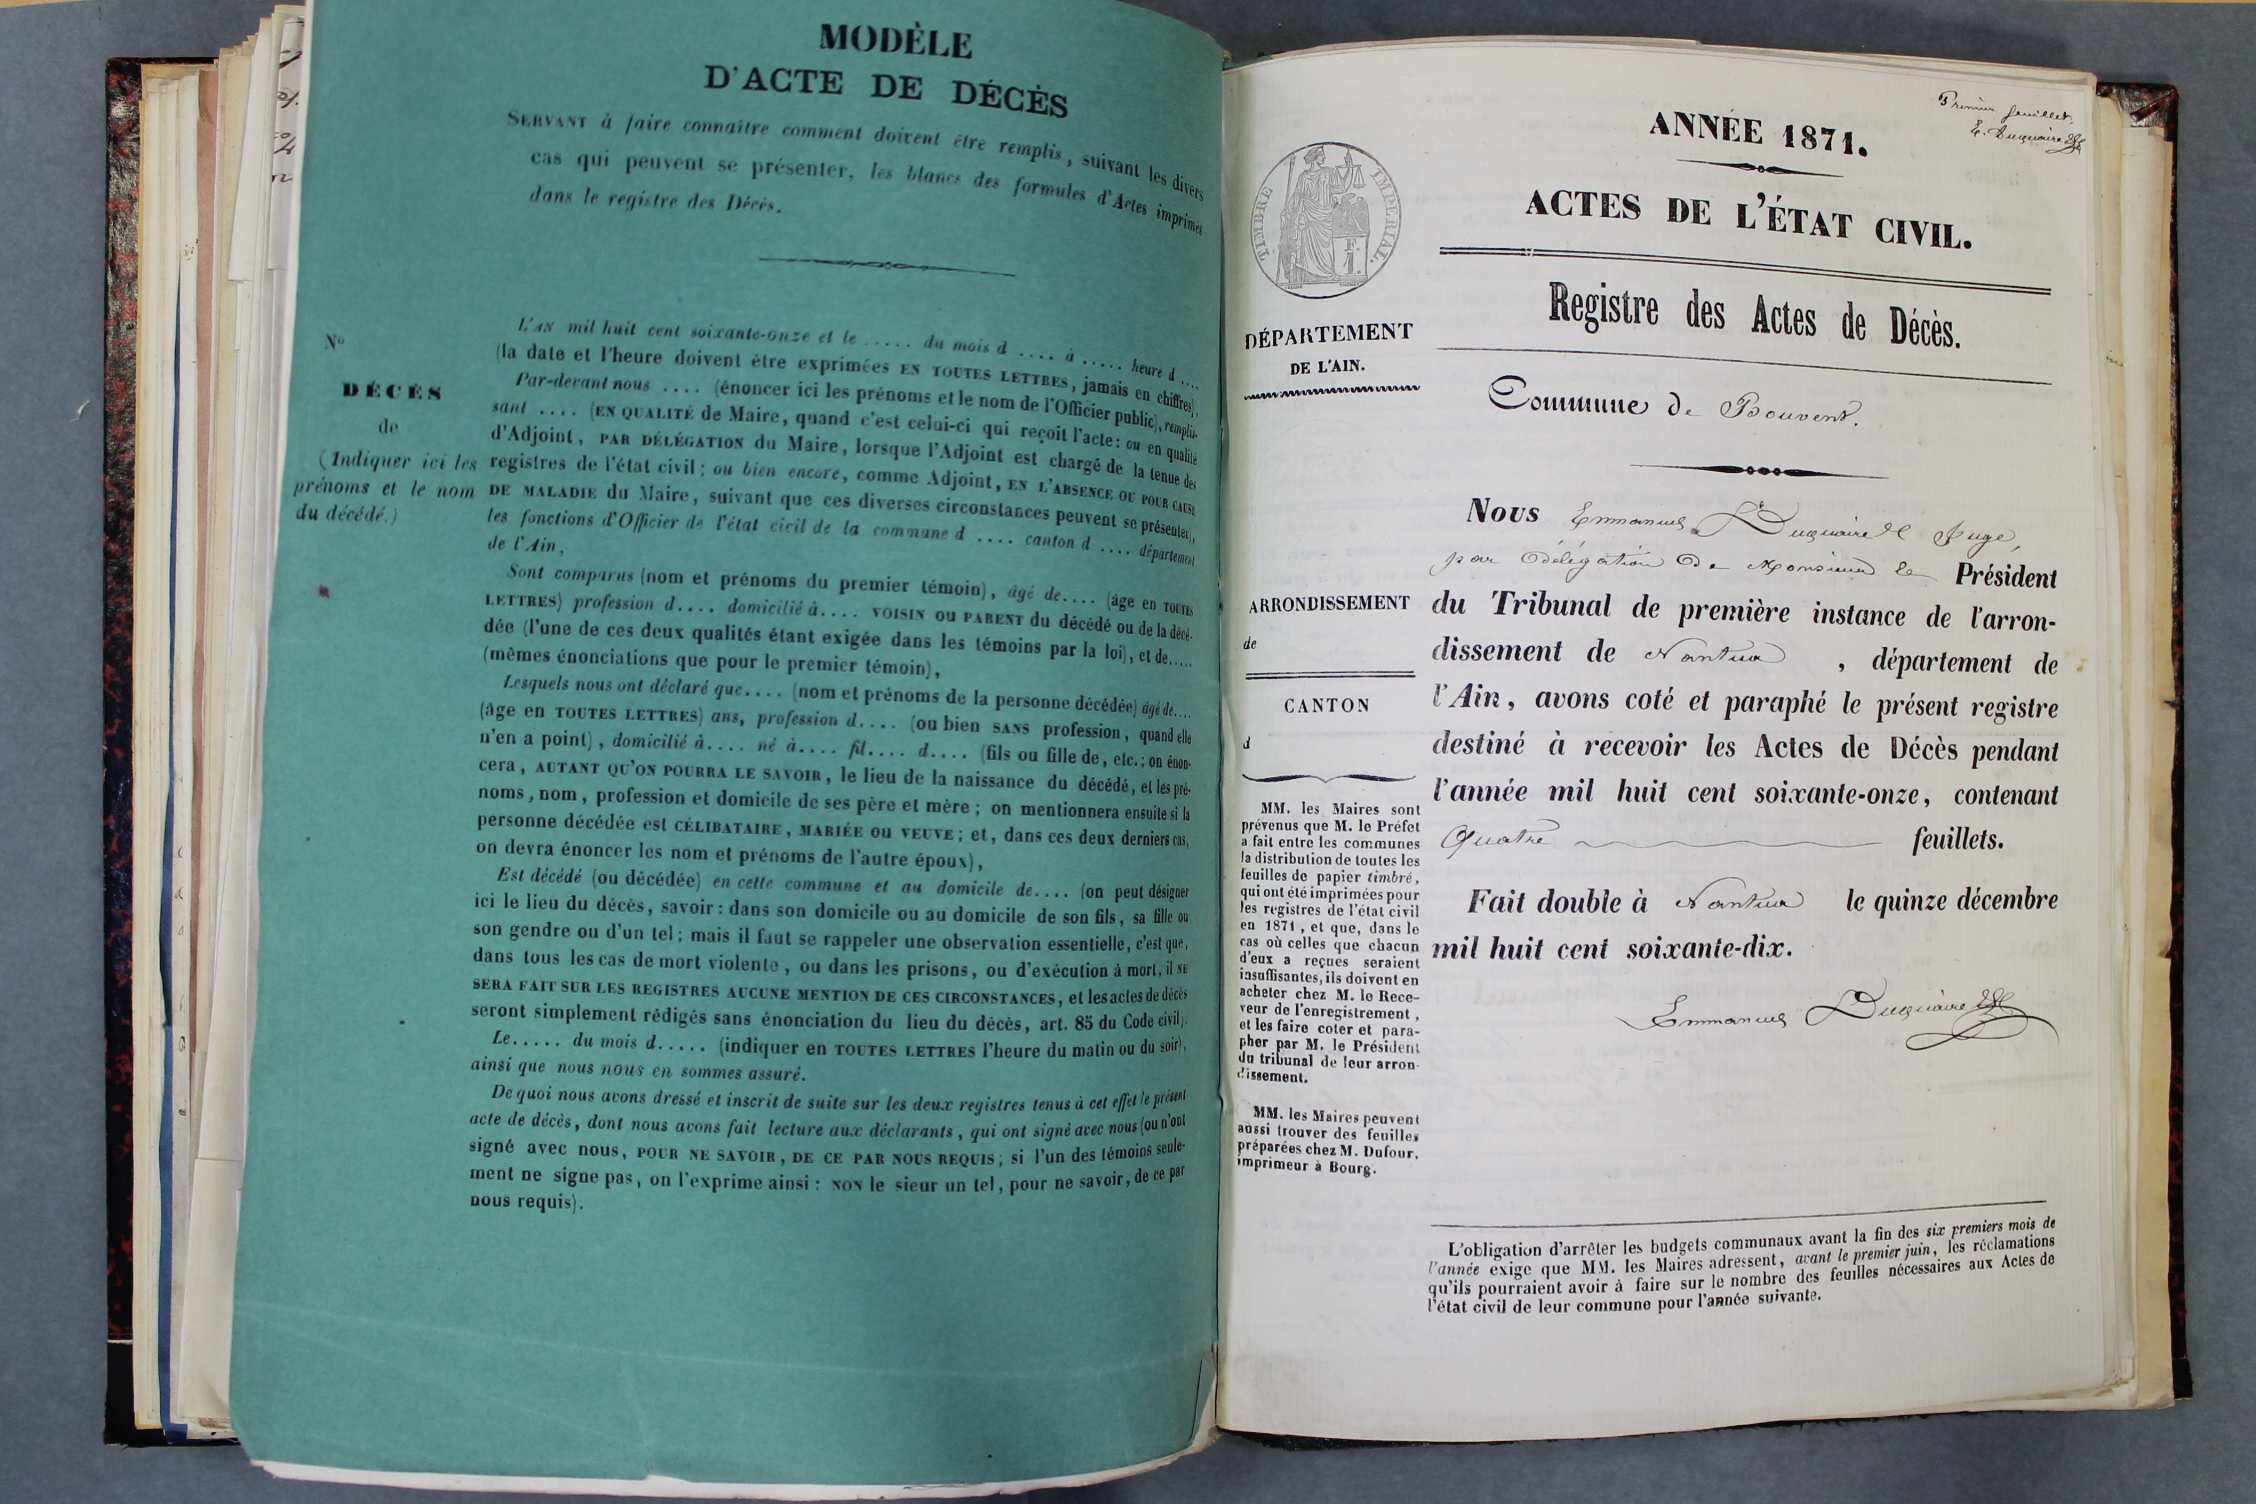 MODÈLE
D'ACTE DE DÉCÈS
SERVANT à faire connaître comment doivent être remplis, suivant les divers
cas qui peuvent se présenter, les blancs des formules d'Actes imprimés
dans le registre des Décès.
No
DÉCÈS
de
(Indiquer ici les
prénoms et le nom
du décédé.)
L'AN mil huit cent soixante-onze et le ..... du mois d .... à ..... heure d ....
(la date et l'heure doivent être exprimées EN TOUTES LETTRES, jamais en chiffres),
Par-devant nous .... (énoncer ici les prénoms et le nom de l'Officier public), remplis-
sant .... (EN QUALITÉ de Maire, quand c'est celui-ci qui reçoit l'acte: ou en qualité
d'Adjoint, PAR DÉLÉGATION du Maire, lorsque l'Adjoint est chargé de la tenue des
registres de l'état civil; ou bien encore, comme Adjoint, EN L'ABSENCE OU POUR CAUSE
DE MALADIE du Maire, suivant que ces diverses circonstances peuvent se présenter),
les fonctions d'Officier de l'état civil de la commune d .... canton d .... département
de l'Ain,
Sont comparus (nom et prénoms du premier témoin), âgé de.... (âge en TOUTES
LETTRES) profession d.... domicilié à.... VOISIN OU PARENT du décédé ou de la décé-
dée (l'une de ces deux qualités étant exigée dans les témoins par la loi), et de.....
(mêmes énonciations que pour le premier témoin),
Lesquels nous ont déclaré que.... (nom et prénoms de la personne décédée) âgé de....
(âge en TOUTES LETTRES) ans, profession d.... (ou bien SANS profession, quand elle
n'en a point), domicilié à.... né à.... fil.... d.... (fils ou fille de, etc.; on énon-
cera, AUTANT QU'ON POURRA LE SAVOIR, le lieu de la naissance du décédé, et les pré-
noms, nom, profession et domicile de ses père et mère; on mentionnera ensuite si la
personne décédée est CÉLIBATAIRE, MARIÉE OU VEUVE; et, dans ces deux derniers cas,
on devra énoncer les nom et prénoms de l'autre époux),
Est décédé (ou décédée) en cette commune et au domicile de.... (on peut désigner
ici le lieu du décès, savoir: dans son domicile ou au domicile de son fils, sa fille ou
son gendre ou d'un tel; mais il faut se rappeler une observation essentielle, c'est que,
dans tous les cas de mort violente, ou dans les prisons, ou d'exécution à mort, il NE
SERA FAIT SUR LES REGISTRES AUCUNE MENTION DE CES CIRCONSTANCES, et les actes de décès
seront simplement rédigés sans énonciation du lieu du décès, art. 85 du Code civil).
Le..... du mois d..... (indiquer en TOUTES LETTRES l'heure du matin ou du soir),
ainsi que nous nous en sommes assuré.
De quoi nous avons dressé et inscrit de suite sur les deux registres tenus à cet effet le présent
acte de décès, dont nous avons fait lecture aux déclarants, qui ont signé avec nous (ou n'ont
signé avec nous, POUR NE SAVOIR, DE CE PAR NOUS REQUIS; si l'un des témoins seule-
ment ne signe pas, on l'exprime ainsi: NON le sieur un tel, pour ne savoir, de ce par
nous requis).
Premier feuillet.
E. Duquaire
ANNÉE 1871.
ACTES DE L'ÉTAT CIVIL.
TIMBRE IMPERIAL.
F.
1.
Registre des Actes de Décès.
DÉPARTEMENT
DE L'AIN.
Commune de Bouvent.
Nous Emmanuel Duquaire Juge,
par délégation de Monsieur le Président
du Tribunal de première instance de l'arron-
dissement de Nantua, département de
l'Ain, avons coté et paraphé le présent registre
destiné à recevoir les Actes de Décès pendant
l'année mil huit cent soixante-onze, contenant
Quatre feuillets.
Fait double à Nantua le quinze décembre
mil huit cent soixante-dix.
Emmanuel Duquaire
ARRONDISSEMENT
de
CANTON
d
MM. les Maires sont
prévenus que M. le Préfet
a fait entre les communes
la distribution de toutes les
feuilles de papier timbré,
qui ont été imprimées pour
les registres de l'état civil
en 1871, et que, dans le
cas où celles que chacun
d'eux a reçues seraient
insuffisantes, ils doivent en
acheter chez M. le Rece-
veur de l'enregistrement,
et les faire coter et para-
pher par M. le Président
du tribunal de leur arron-
dissement.
MM. les Maires peuvent
aussi trouver des feuilles
préparées chez M. Dufour,
imprimeur à Bourg.
L'obligation d'arrêter les budgets communaux avant la fin des six premiers mois de
l'année exige que MM. les Maires adressent, avant le premier juin, les réclamations
qu'ils pourraient avoir à faire sur le nombre des feuilles nécessaires aux Actes de
l'état civil de leur commune pour l'année suivante.